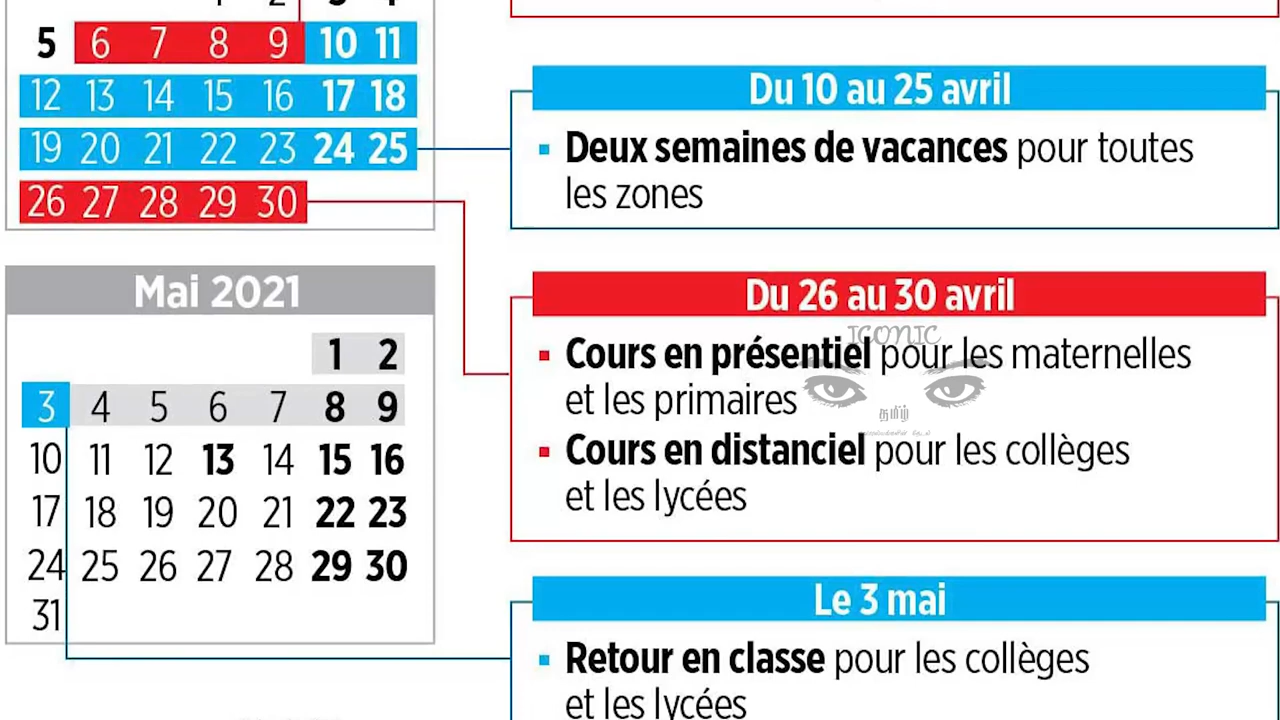 5 6 7 8 9 10 11
12 13 14 15 16 17 18
19 20 21 22 23 24 25
26 27 28 29 30
Mai 2021
1 2
3 4 5 6 7 8 9
10 11 12 13 14 15 16
17 18 19 20 21 22 23
24 25 26 27 28 29 30
31
Du 10 au 25 avril
Deux semaines de vacances pour toutes
les zones
Du 26 au 30 avril
Cours en présentiel pour les maternelles
et les primaires
Cours en distanciel pour les collèges
et les lycées
Le 3 mai
Retour en classe pour les collèges
et les lycées
ICONIC
தமிழ்